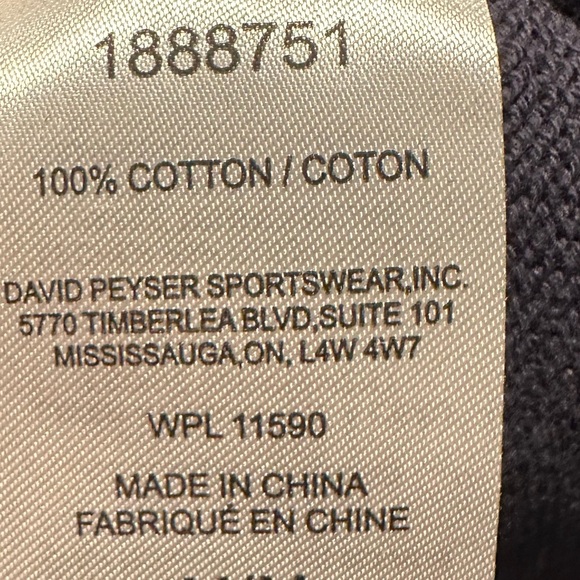 1888751
100% COTTON / COTON
DAVID PEYSER SPORTSWEAR,INC.
5770 TIMBERLEA BLVD,SUITE 101
MISSISSAUGA,ON, L4W 4W7
WPL 11590
MADE IN CHINA
FABRIQUÉ EN CHINE